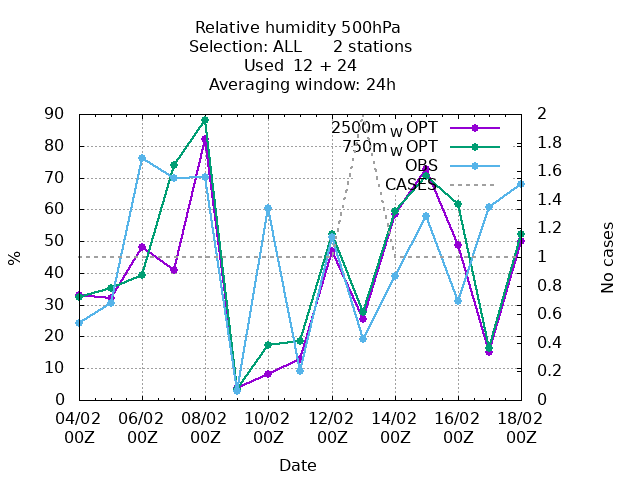 Relative humidity 500hPa
Selection: ALL 2 stations
Used 12 + 24
Averaging window: 24h
2500m_w OPT
750m_w OPT
OBS
CASES
%
90
80
70
60
50
40
30
20
10
0
No cases
2
1.8
1.6
1.4
1.2
1
0.8
0.6
0.4
0.2
0
04/02 06/02 08/02 10/02 12/02 14/02 16/02 18/02
00Z 00Z 00Z 00Z 00Z 00Z 00Z 00Z
Date